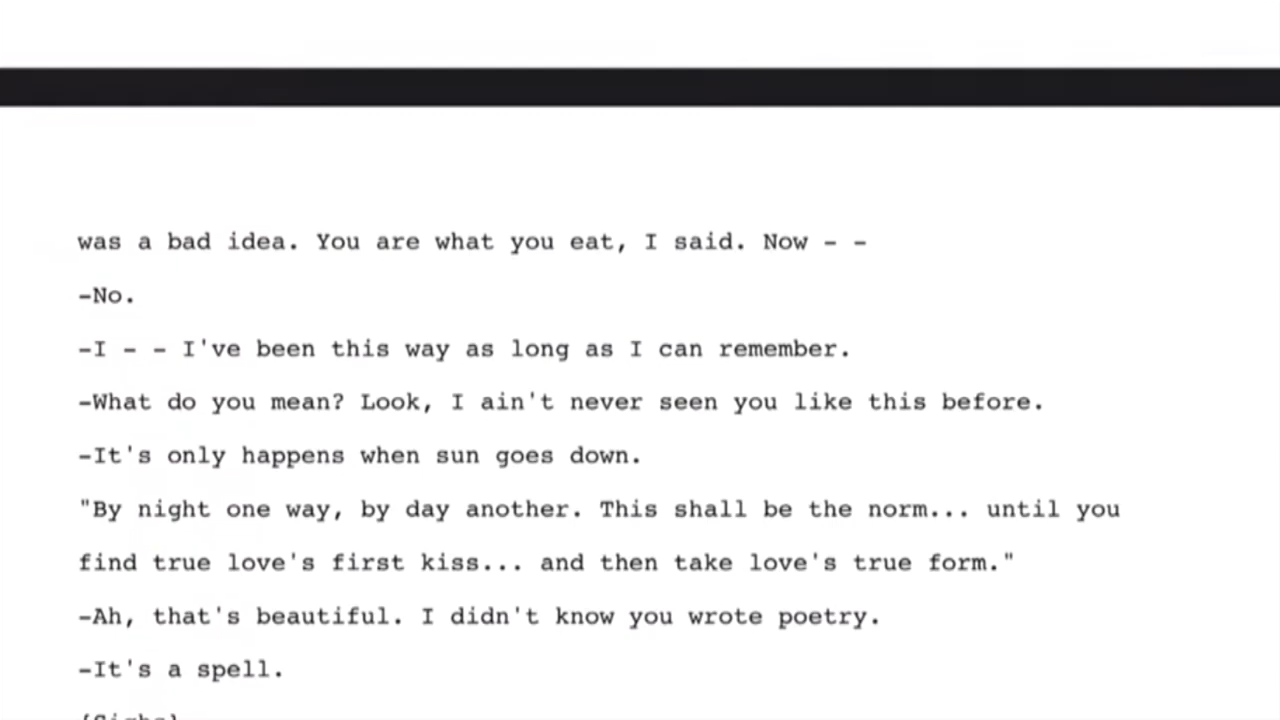 was a bad idea. You are what you eat, I said. Now - -
-No.
-I - - I've been this way as long as I can remember.
-What do you mean? Look, I ain't never seen you like this before.
-It's only happens when sun goes down.
"By night one way, by day another. This shall be the norm... until you
find true love's first kiss... and then take love's true form."
-Ah, that's beautiful. I didn't know you wrote poetry.
-It's a spell.